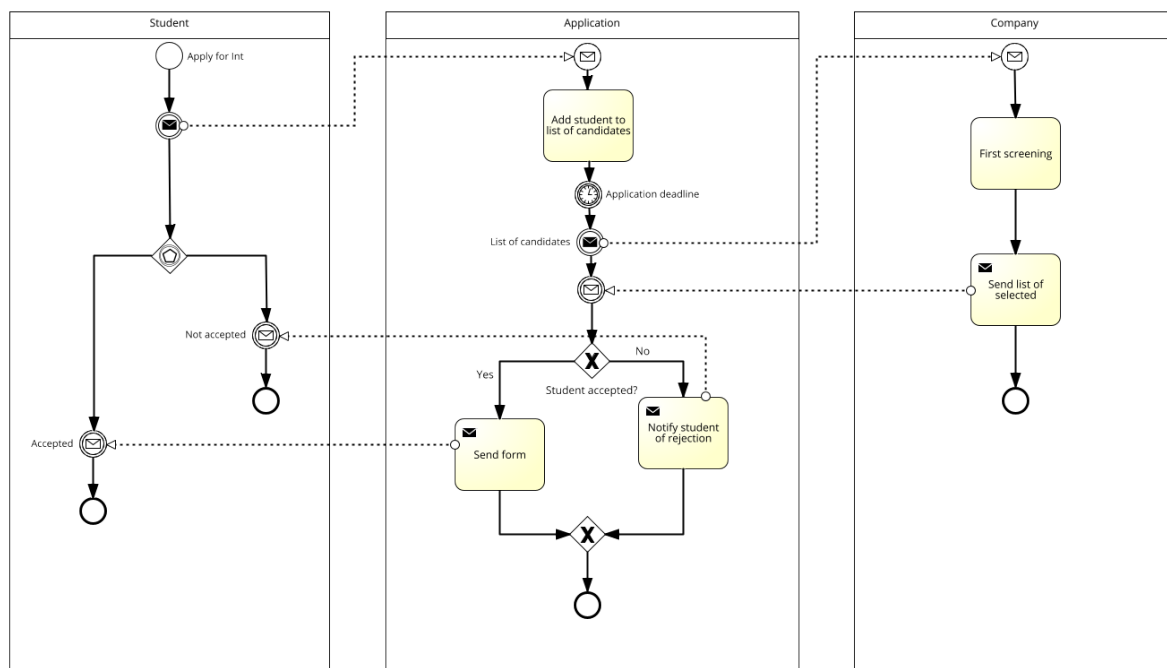 Student
Application
Company
Apply for Int
Add student to
list of candidates
First screening
Application deadline
List of candidates
Send list of
selected
Not accepted
No
Yes
Student accepted?
Notify student
of rejection
Accepted
Send form